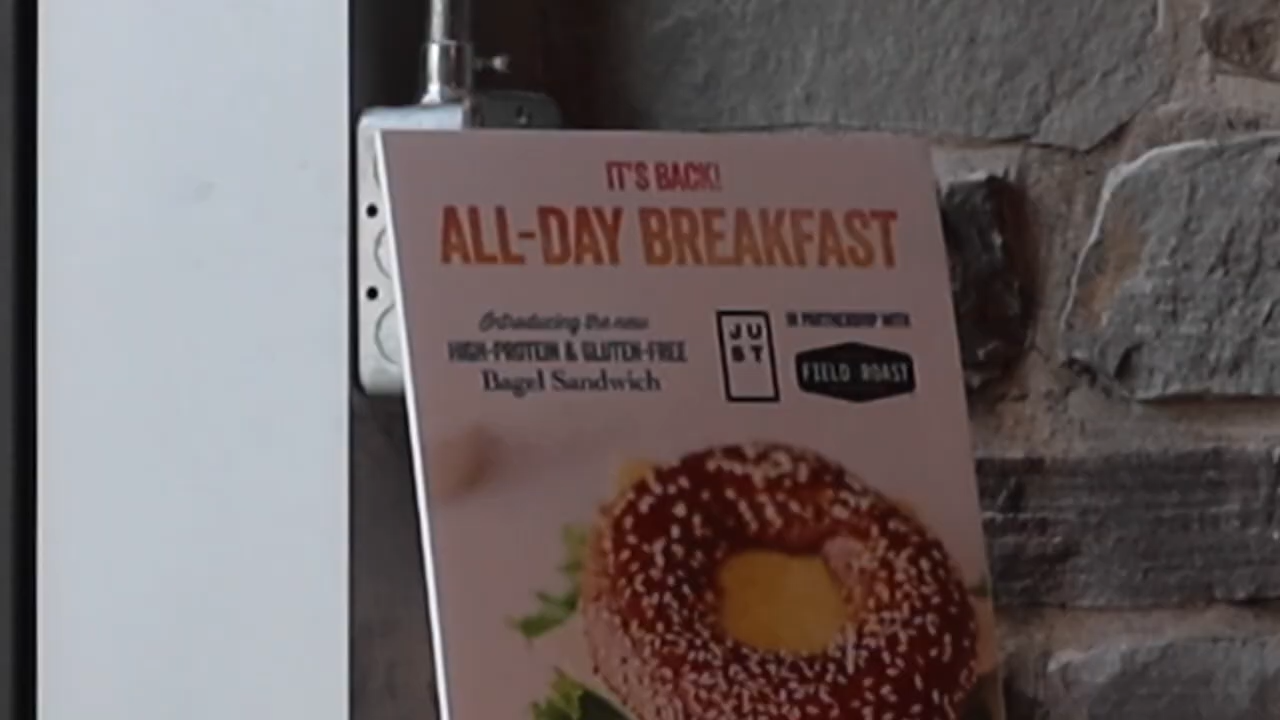 IT'S BACK!
ALL-DAY BREAKFAST
Introducing the new
HIGH-PROTEIN & GLUTEN-FREE
Bagel Sandwich
JU
ST
IN PARTNERSHIP WITH
FIELD ROAST